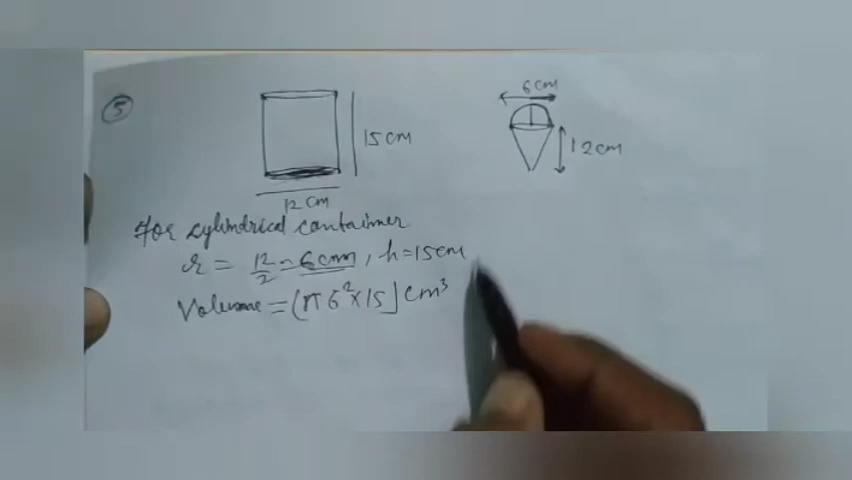 5
15 cm
12 cm
6 cm
12 cm
For cylindrical container
r = 12/2 = 6 cm, h = 15 cm
Volume = (π 6² × 15) cm³